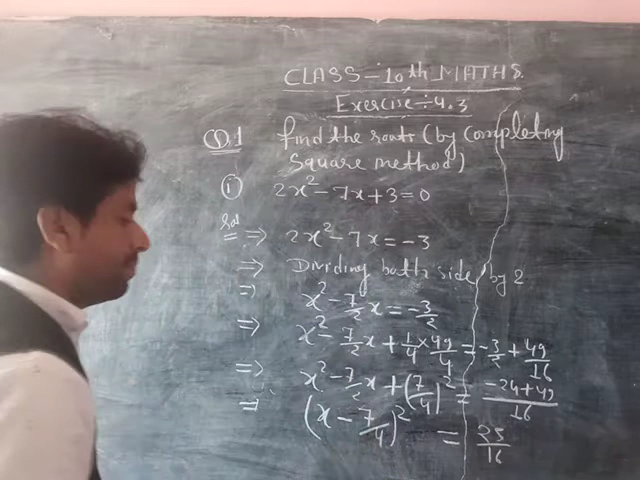 CLASS - 10th MATHS.
Exercise ÷ 4.3
Q.1 find the roots (by completing
Square method)
① 2x² - 7x + 3 = 0
Sol ⇒ 2x² - 7x = -3
⇒ Dividing both side by 2
⇒ x² - 7/2 x = -3/2
⇒ x² - 7/2 x + 1/4 × 49/4 = -3/2 + 49/16
⇒ x² - 7/2 x + (7/4)² = -24+49/16
⇒ (x - 7/4)² = 25/16